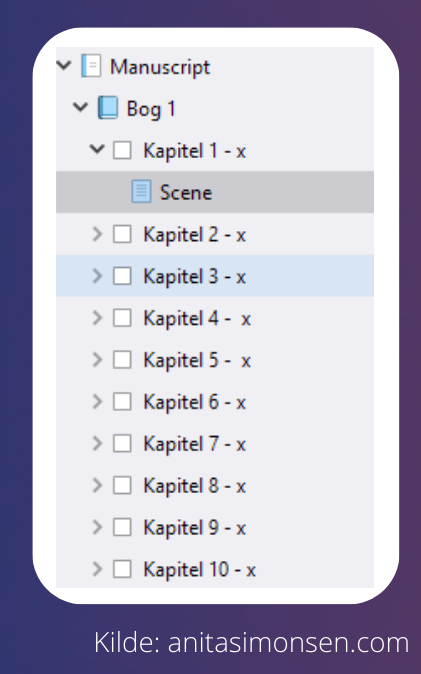 Manuscript
Bog 1
Kapitel 1 - x
Scene
Kapitel 2 - x
Kapitel 3 - x
Kapitel 4 -  x
Kapitel 5 -  x
Kapitel 6 - x
Kapitel 7 - x
Kapitel 8 - x
Kapitel 9 - x
Kapitel 10 - x
Kilde: anitasimonsen.com